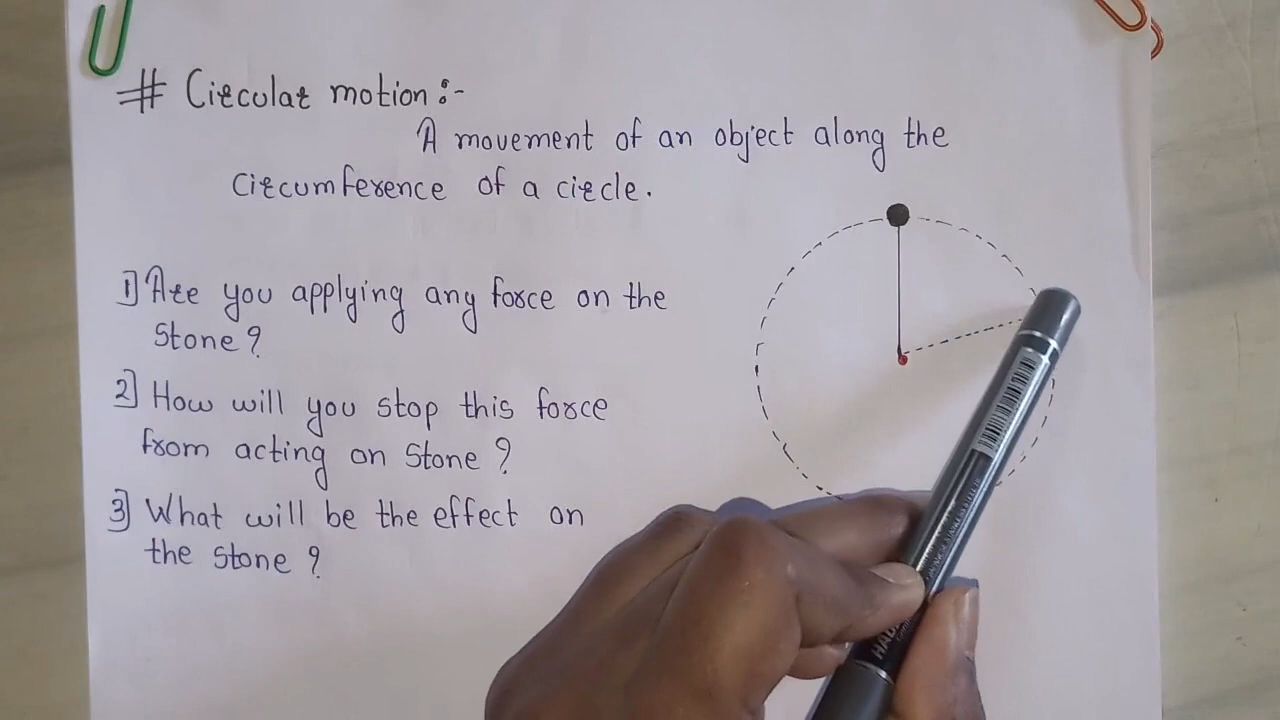 # Circular motion :-
A movement of an object along the
circumference of a circle.
1] Are you applying any force on the
Stone ?
2] How will you stop this force
from acting on Stone ?
3] What will be the effect on
the stone ?